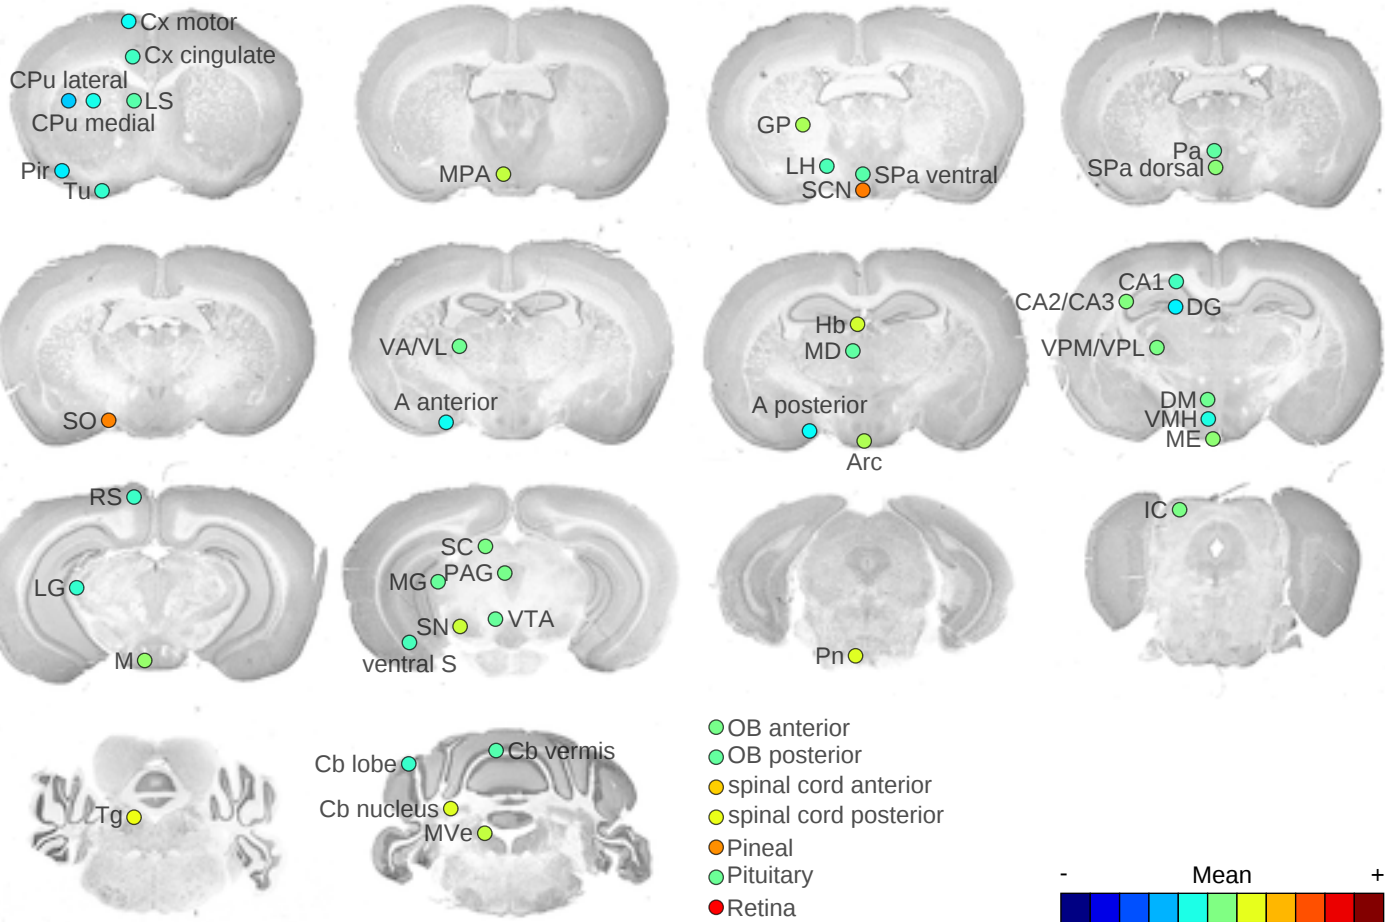 Cx motor
Cx cingulate
CPu lateral
LS
CPu medial
Pir
Tu
MPA
GP
LH
SPa ventral
SCN
Pa
SPa dorsal
SO
VA/VL
A anterior
Hb
MD
A posterior
Arc
CA1
CA2/CA3
DG
VPM/VPL
DM
VMH
ME
RS
LG
M
SC
MG
PAG
SN
VTA
ventral S
Pn
IC
Tg
Cb lobe
Cb vermis
Cb nucleus
MVe
OB anterior
OB posterior
spinal cord anterior
spinal cord posterior
Pineal
Pituitary
Retina
- Mean +